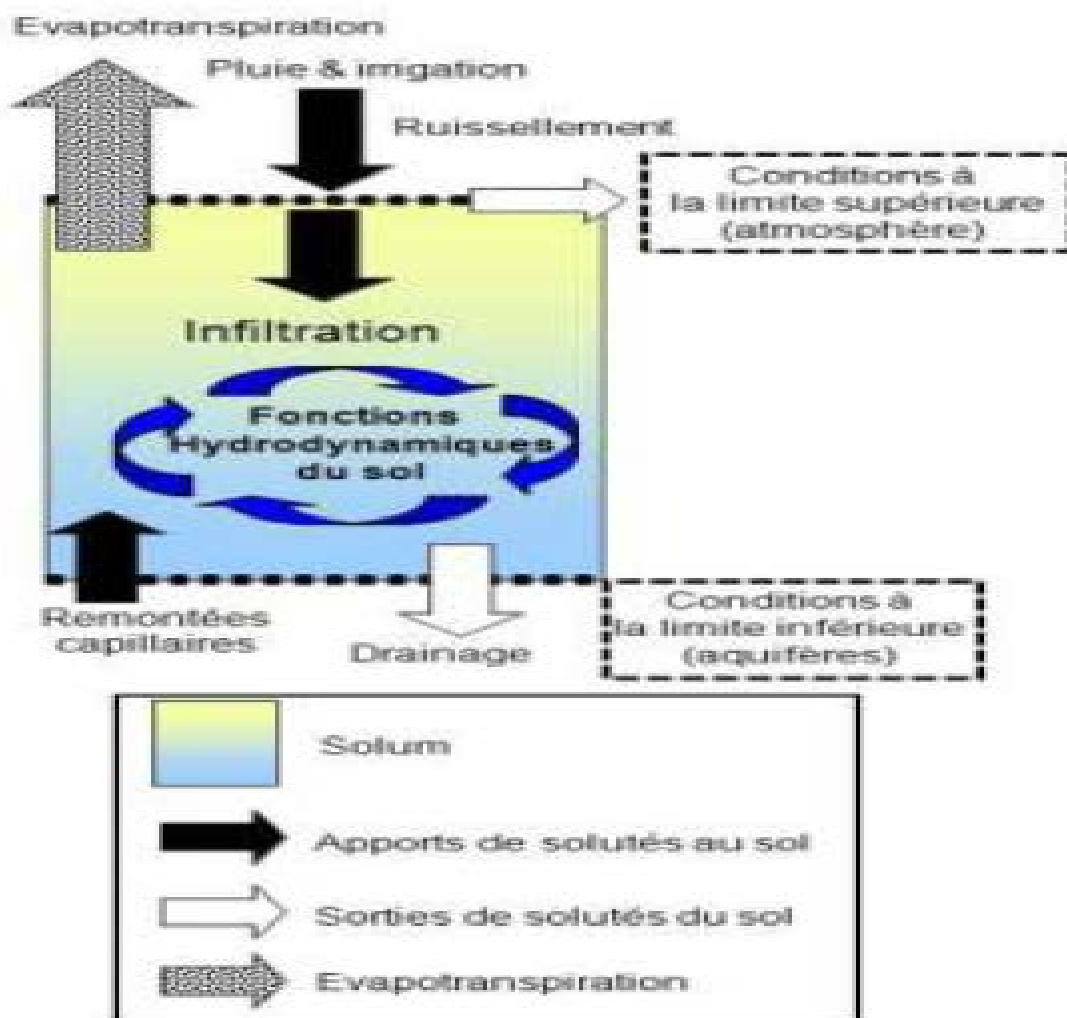 Evapotranspiration
Pluie & irrigation
Ruissellement
Conditions à
la limite supérieure
(atmosphère)
Infiltration
Fonctions
Hydrodynamiques
du sol
Remontées
capillaires
Drainage
Conditions à
la limite inférieure
(aquifères)
Solum
Apports de solutés au sol
Sorties de solutés du sol
Evapotranspiration